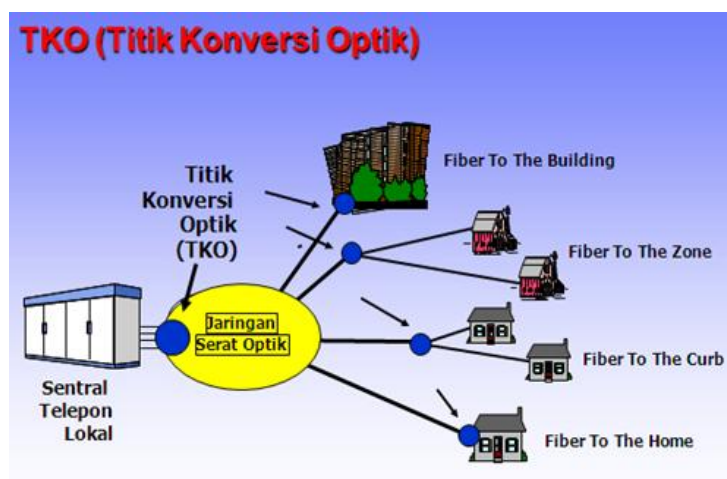 TKO (Titik Konversi Optik)
Fiber To The Building
Titik
Konversi
Optik
(TKO)
Fiber To The Zone
Jaringan
Serat Optik
Fiber To The Curb
Sentral
Telepon
Lokal
Fiber To The Home